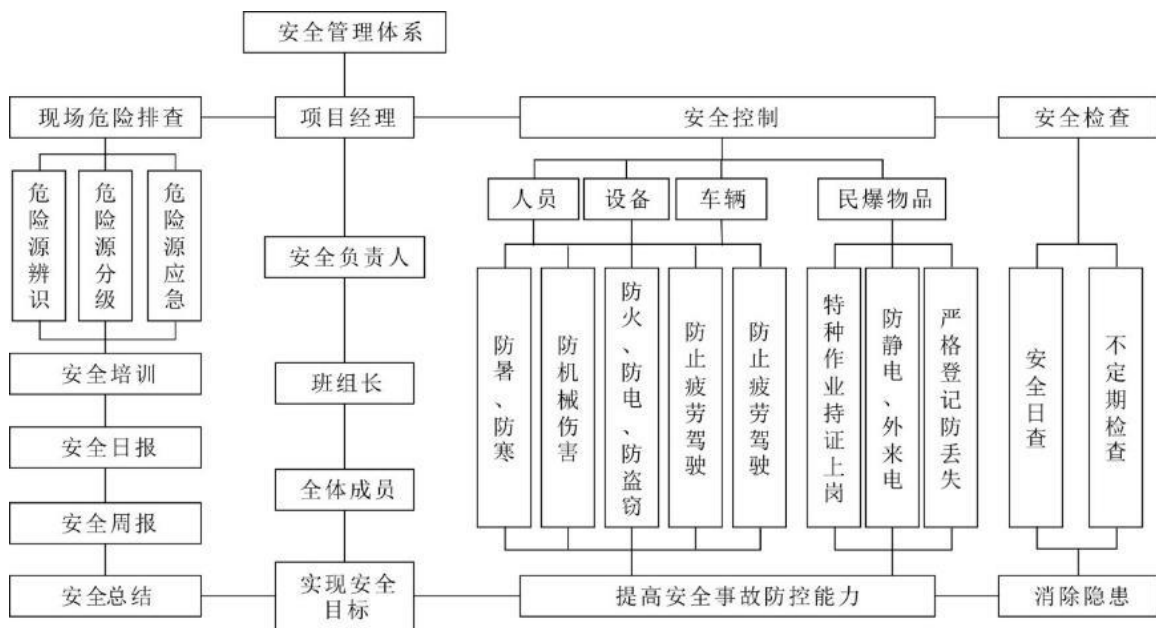 安全管理体系
现场危险排查
项目经理
安全控制
安全检查
危险源辨识
危险源分级
危险源应急
人员
设备
车辆
民爆物品
安全负责人
防暑、防寒
防机械伤害
防火、防电、防盗窃
防止疲劳驾驶
防止疲劳驾驶
特种作业持证上岗
防静电、外来电
严格登记防丢失
安全日查
不定期检查
安全培训
班组长
安全日报
全体成员
安全周报
安全总结
实现安全
目标
提高安全事故防控能力
消除隐患